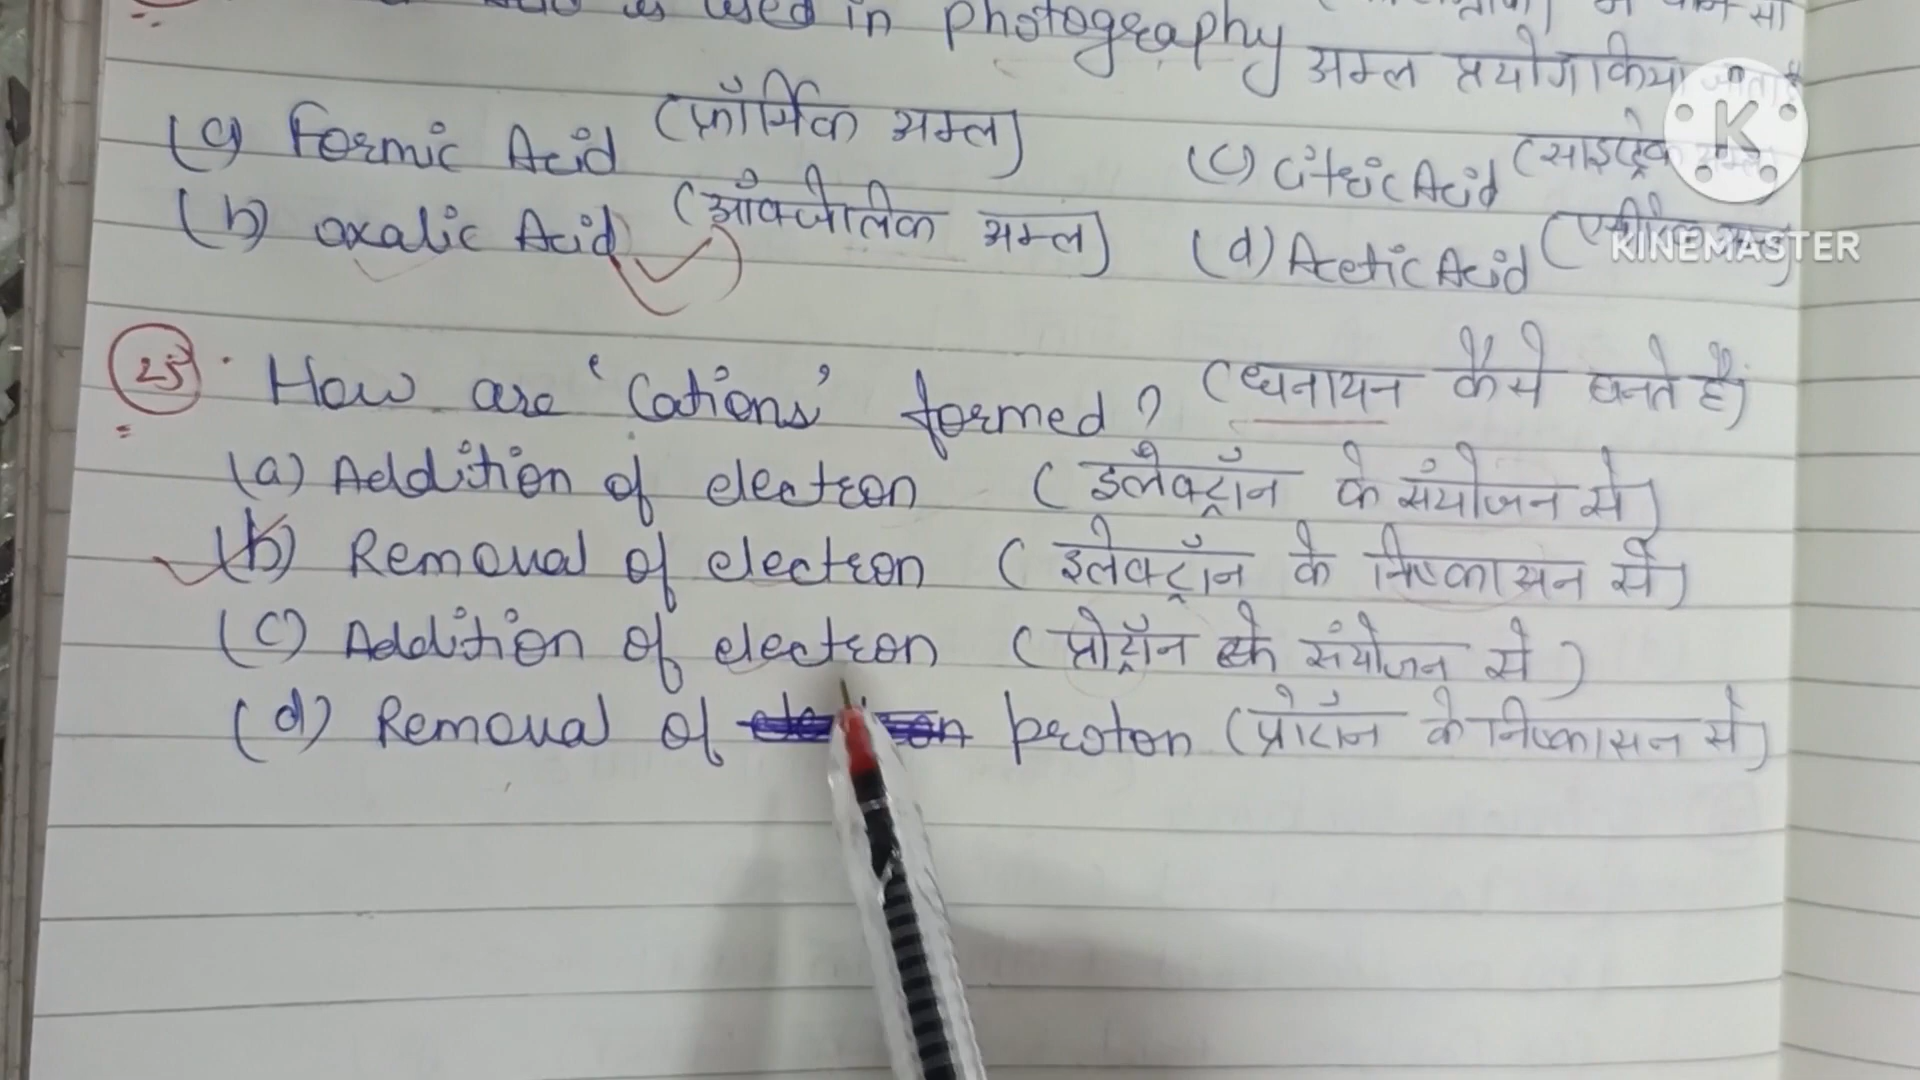 is used in photography अम्ल प्रयोग किया जाता है
(a) Formic Acid (फॉर्मिक अम्ल) (c) Citric Acid (साइट्रिक अम्ल)
(b) oxalic Acid (ऑक्जैलिक अम्ल) (d) Acetic Acid
KINEMASTER
25 How are 'Cations' formed? (धनायन कैसे बनते हैं)
(a) Addition of electron (इलेक्ट्रॉन के संयोजन से)
(b) Removal of electron (इलेक्ट्रॉन के निष्कासन से)
(c) Addition of electron (प्रोट्रॉन के संयोजन से)
(d) Removal of proton (प्रोटॉन के निष्कासन से)